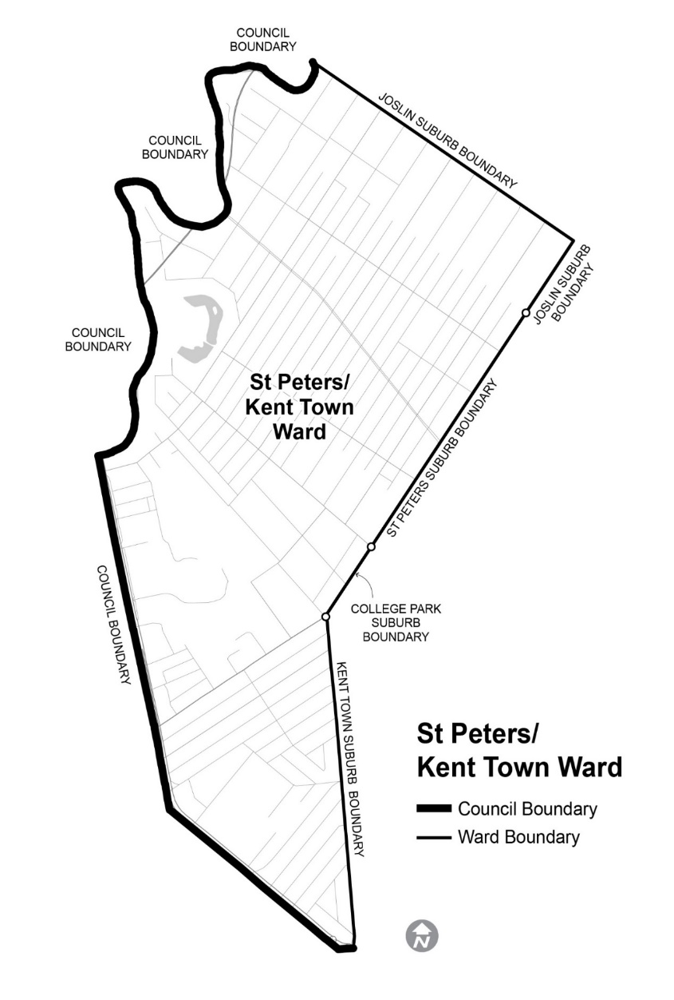 COUNCIL
BOUNDARY
JOSLIN SUBURB BOUNDARY
COUNCIL
BOUNDARY
JOSLIN SUBURB
BOUNDARY
COUNCIL
BOUNDARY
St Peters/
Kent Town
Ward
ST PETERS SUBURB BOUNDARY
COUNCIL BOUNDARY
COLLEGE PARK
SUBURB
BOUNDARY
KENT TOWN SUBURB BOUNDARY
St Peters/
Kent Town Ward
Council Boundary
Ward Boundary
N